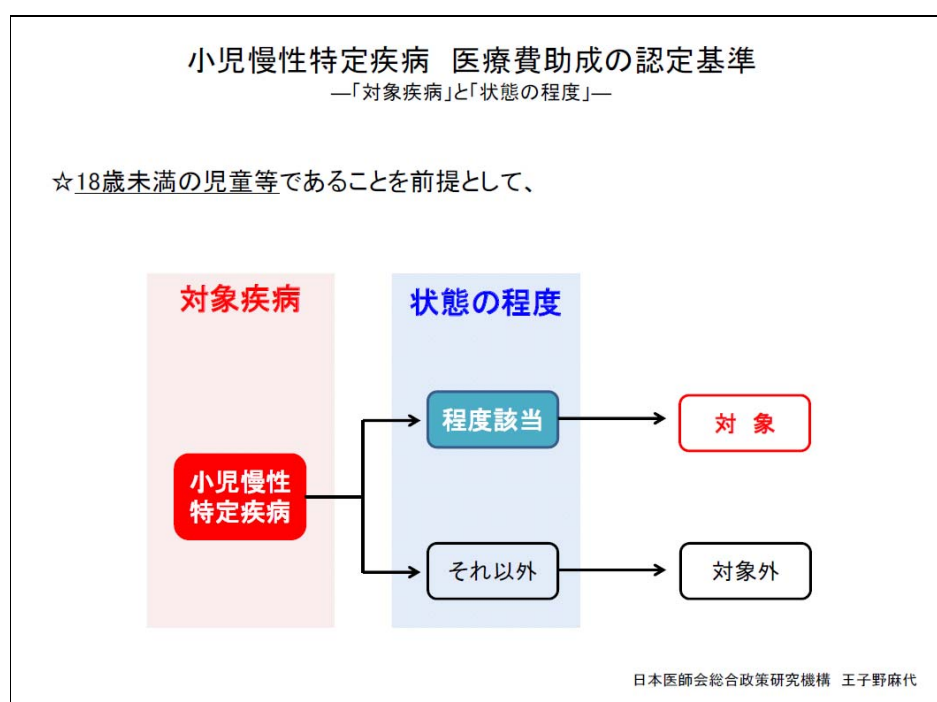 小児慢性特定疾病　医療費助成の認定基準
―「対象疾病」と「状態の程度」―
☆18歳未満の児童等であることを前提として、
対象疾病
状態の程度
程度該当
対 象
小児慢性
特定疾病
それ以外
対象外
日本医師会総合政策研究機構　王子野麻代